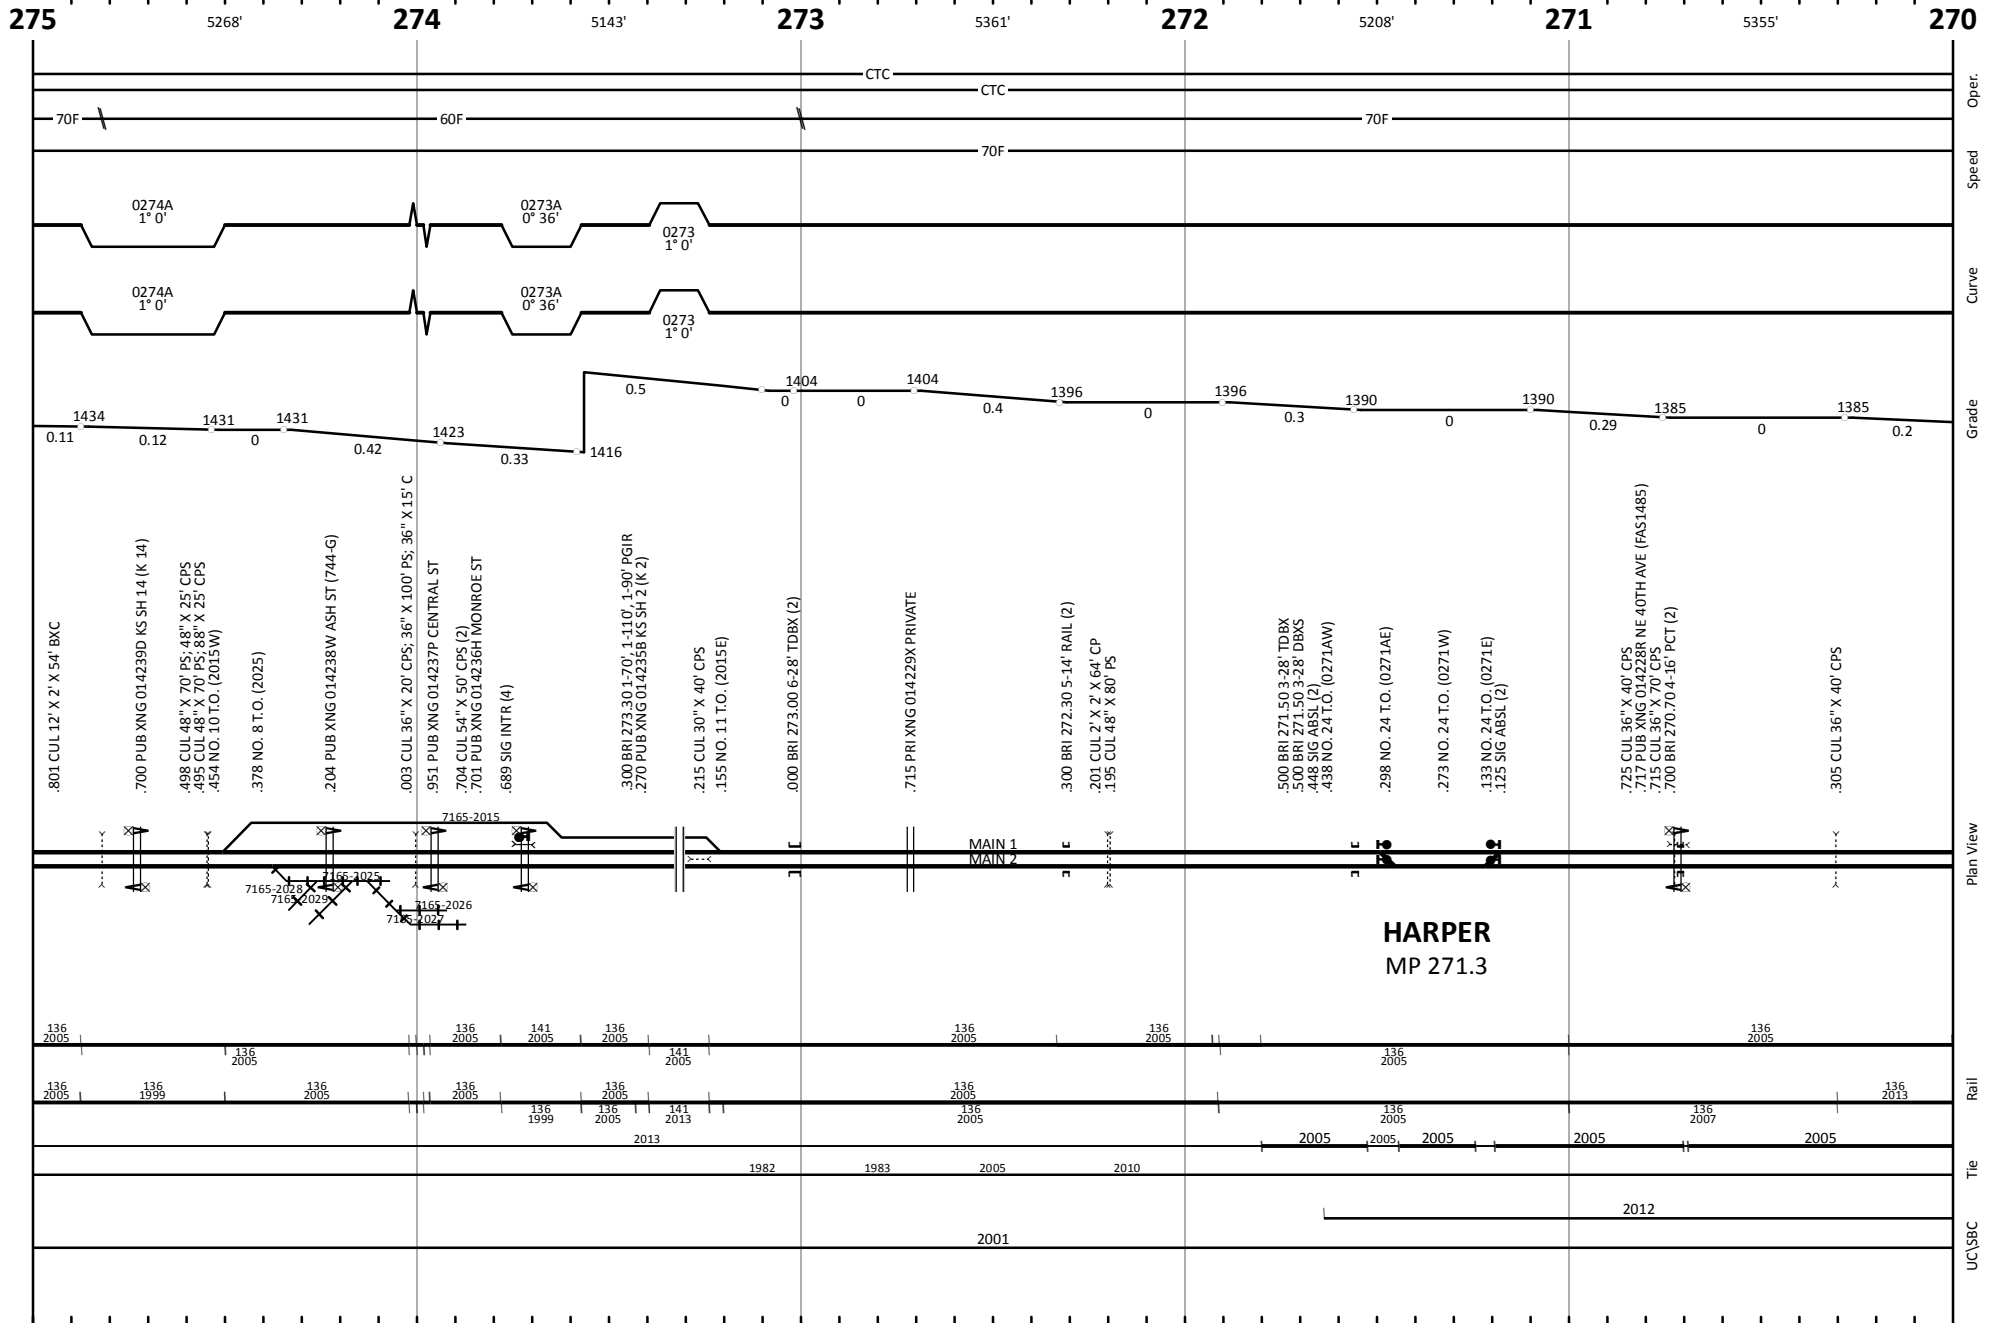 275 5268' 274 5143' 273 5361' 272 5208' 271 5355' 270
CTC
CTC
Oper.
70F 60F 70F
70F
Speed
0274A
1° 0'
0273A
0° 36'
0273
1° 0'
0274A
1° 0'
0273A
0° 36'
0273
1° 0'
Curve
1434 1431 1431 1423 1416 1404 1404 1396 1396 1390 1390 1385 1385
0.11 0.12 0 0.42 0.33 0.5 0 0 0.4 0 0.3 0 0.29 0 0.2
Grade
.801 CUL 12' X 2' X 54' BXC
.700 PUB XNG 014239D KS SH 14 (K 14)
.498 CUL 48" X 70' PS; 48" X 25' CPS
.495 CUL 48" X 70' PS; 88" X 25' CPS
.454 NO. 10 T.O. (2015W)
.378 NO. 8 T.O. (2025)
.204 PUB XNG 014238W ASH ST (744-G)
.003 CUL 36" X 20' CPS; 36" X 100' PS; 36" X 15' C
.951 PUB XNG 014237P CENTRAL ST
.704 CUL 54" X 50' CPS (2)
.701 PUB XNG 014236H MONROE ST
.689 SIG INTR (4)
.300 BRI 273.30 1-70', 1-110', 1-90' PGIR
.270 PUB XNG 014235B KS SH 2 (K 2)
.215 CUL 30" X 40' CPS
.155 NO. 11 T.O. (2015E)
.000 BRI 273.00 6-28' TDBX (2)
.715 PRI XNG 014229X PRIVATE
.300 BRI 272.30 5-14' RAIL (2)
.201 CUL 2' X 2' X 64' CP
.195 CUL 48" X 80' PS
.500 BRI 271.50 3-28' TDBX
.500 BRI 271.50 3-28' DBXS
.448 SIG ABSL (2)
.438 NO. 24 T.O. (0271AW)
.298 NO. 24 T.O. (0271AE)
.273 NO. 24 T.O. (0271W)
.133 NO. 24 T.O. (0271E)
.125 SIG ABSL (2)
.725 CUL 36" X 40' CPS
.717 PUB XNG 014228R NE 40TH AVE (FAS1485)
.715 CUL 36" X 70' CPS
.700 BRI 270.70 4-16' PCT (2)
.305 CUL 36" X 40' CPS
7165-2015
MAIN 1
MAIN 2
7165-2025
7165-2028
7165-2029
7165-2026
7165-2027
Plan View
HARPER
MP 271.3
136 136 141 136 136 136 136
2005 2005 2005 2005 2005 2005 2005
136 141 136
2005 2005 2005
136 136 136 136 136 136 136
2005 1999 2005 2005 2005 2005 2013
136 136 141 136 136 136
1999 2005 2013 2005 2005 2007
Rail
2013 2005 2005 2005 2005 2005
1982 1983 2005 2010
Tie
2012
2001
UC\SBC